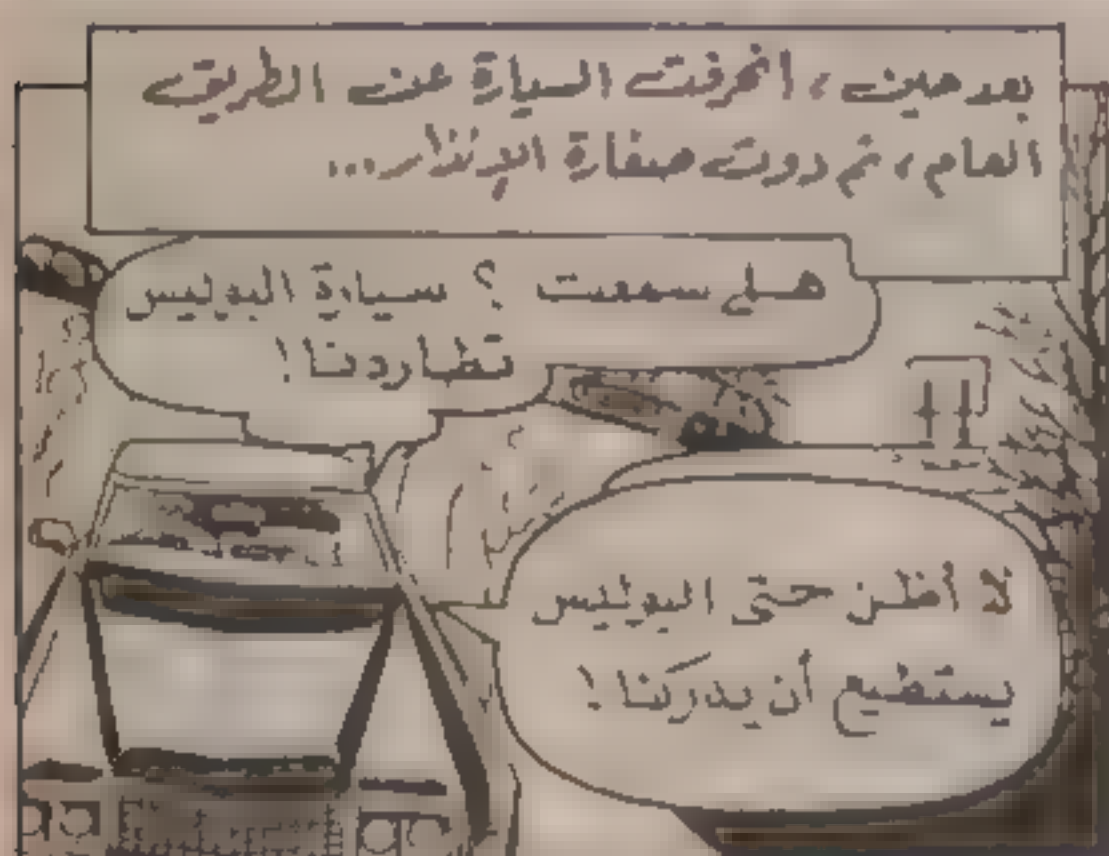 بعد حين، انحرفت السيارة عن الطريق
العام، ثم دوت صفارة الإنذار...
هل سمعت؟ سيارة البوليس
تطاردنا!
لا أظن حتى البوليس
يستطيع أن يدركنا!